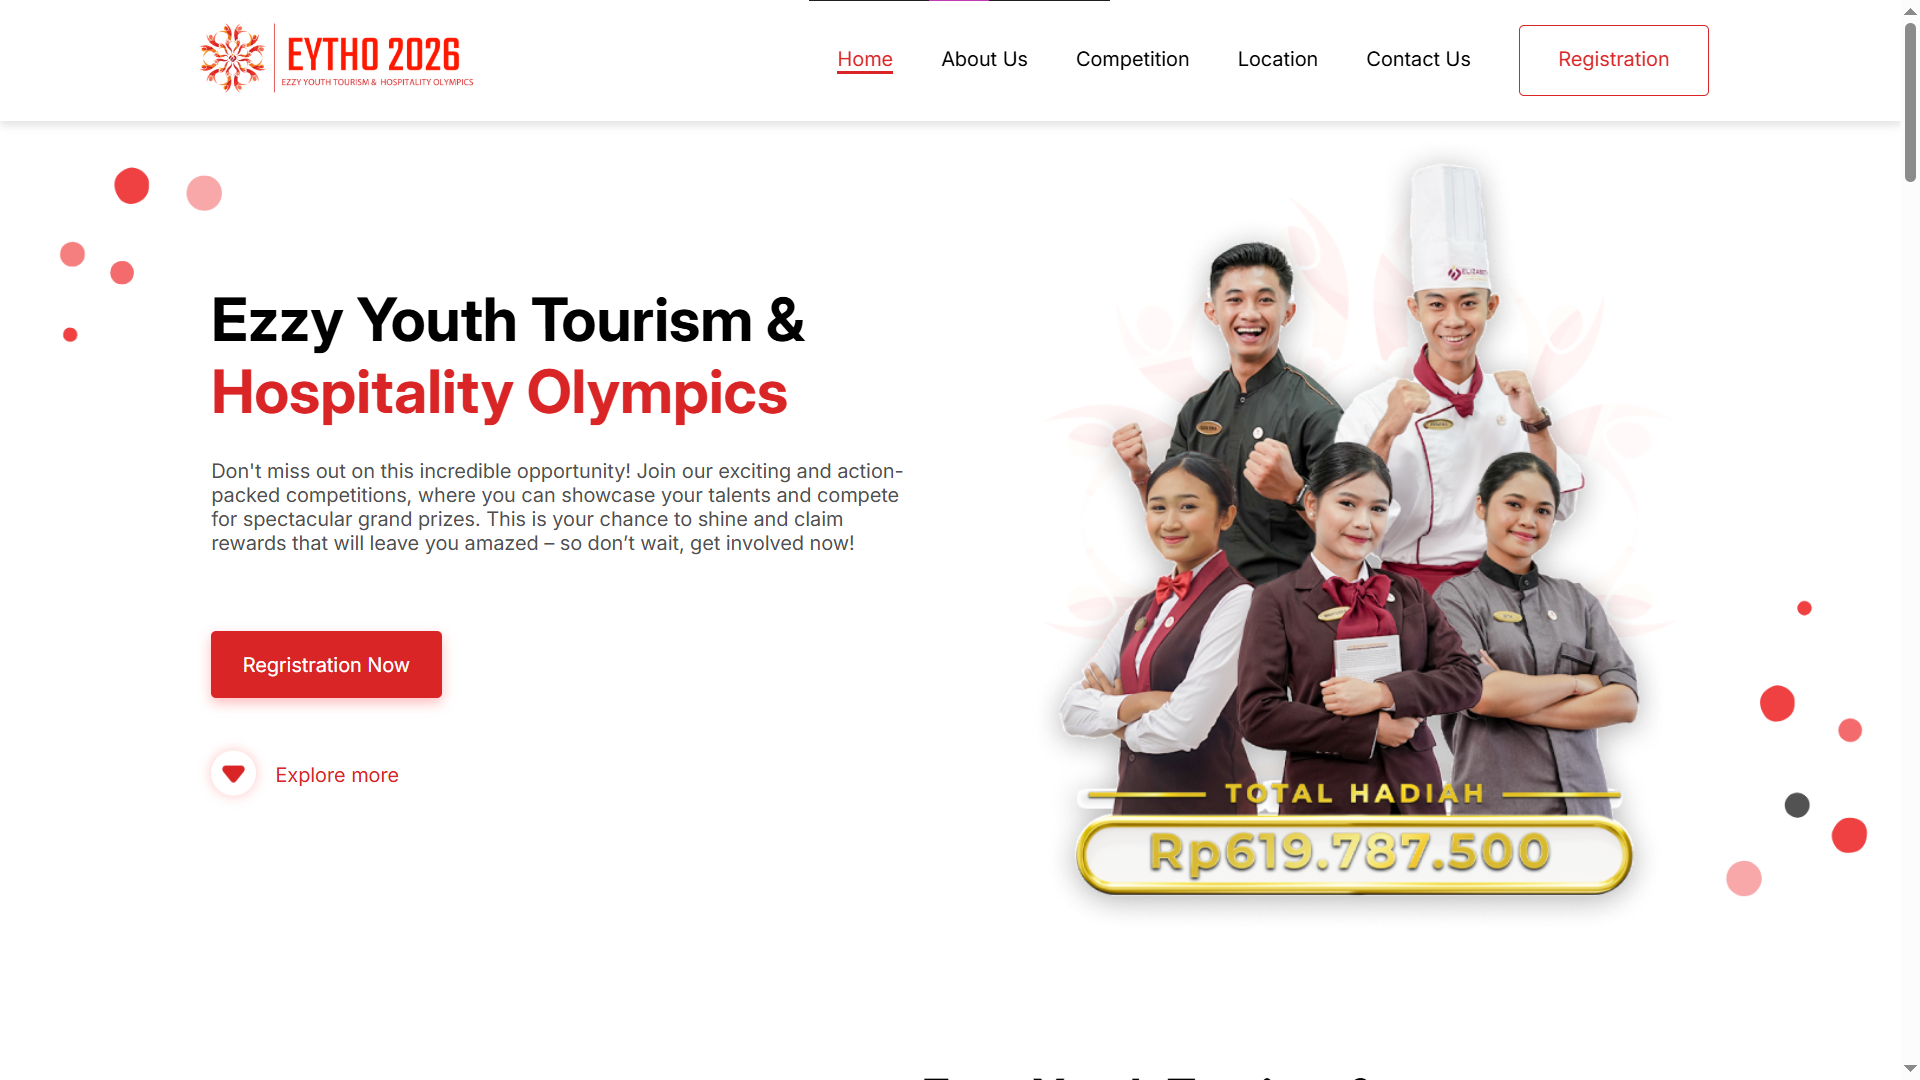 EYTHO 2026
EZZY YOUTH TOURISM & HOSPITALITY OLYMPICS
Home
About Us
Competition
Location
Contact Us
Registration
Ezzy Youth Tourism &
Hospitality Olympics
Don't miss out on this incredible opportunity! Join our exciting and action-
packed competitions, where you can showcase your talents and compete
for spectacular grand prizes. This is your chance to shine and claim
rewards that will leave you amazed – so don’t wait, get involved now!
Regristration Now
Explore more
TOTAL HADIAH
Rp619.787.500